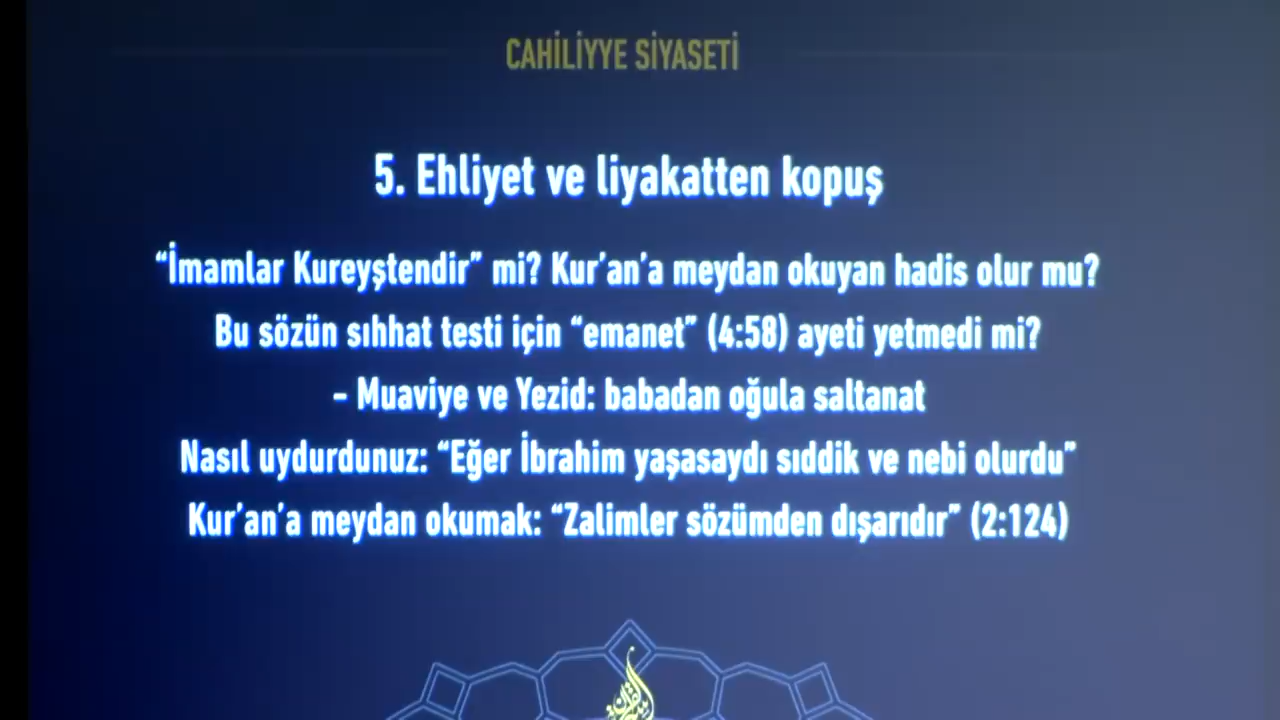 CAHİLİYYE SİYASETİ
5. Ehliyet ve liyakatten kopuş
“İmamlar Kureyştendir” mi? Kur’an’a meydan okuyan hadis olur mu?
Bu sözün sıhhat testi için “emanet” (4:58) ayeti yetmedi mi?
- Muaviye ve Yezid: babadan oğula saltanat
Nasıl uydurdunuz: “Eğer İbrahim yaşasaydı sıddik ve nebi olurdu”
Kur’an’a meydan okumak: “Zalimler sözümden dışarıdır” (2:124)